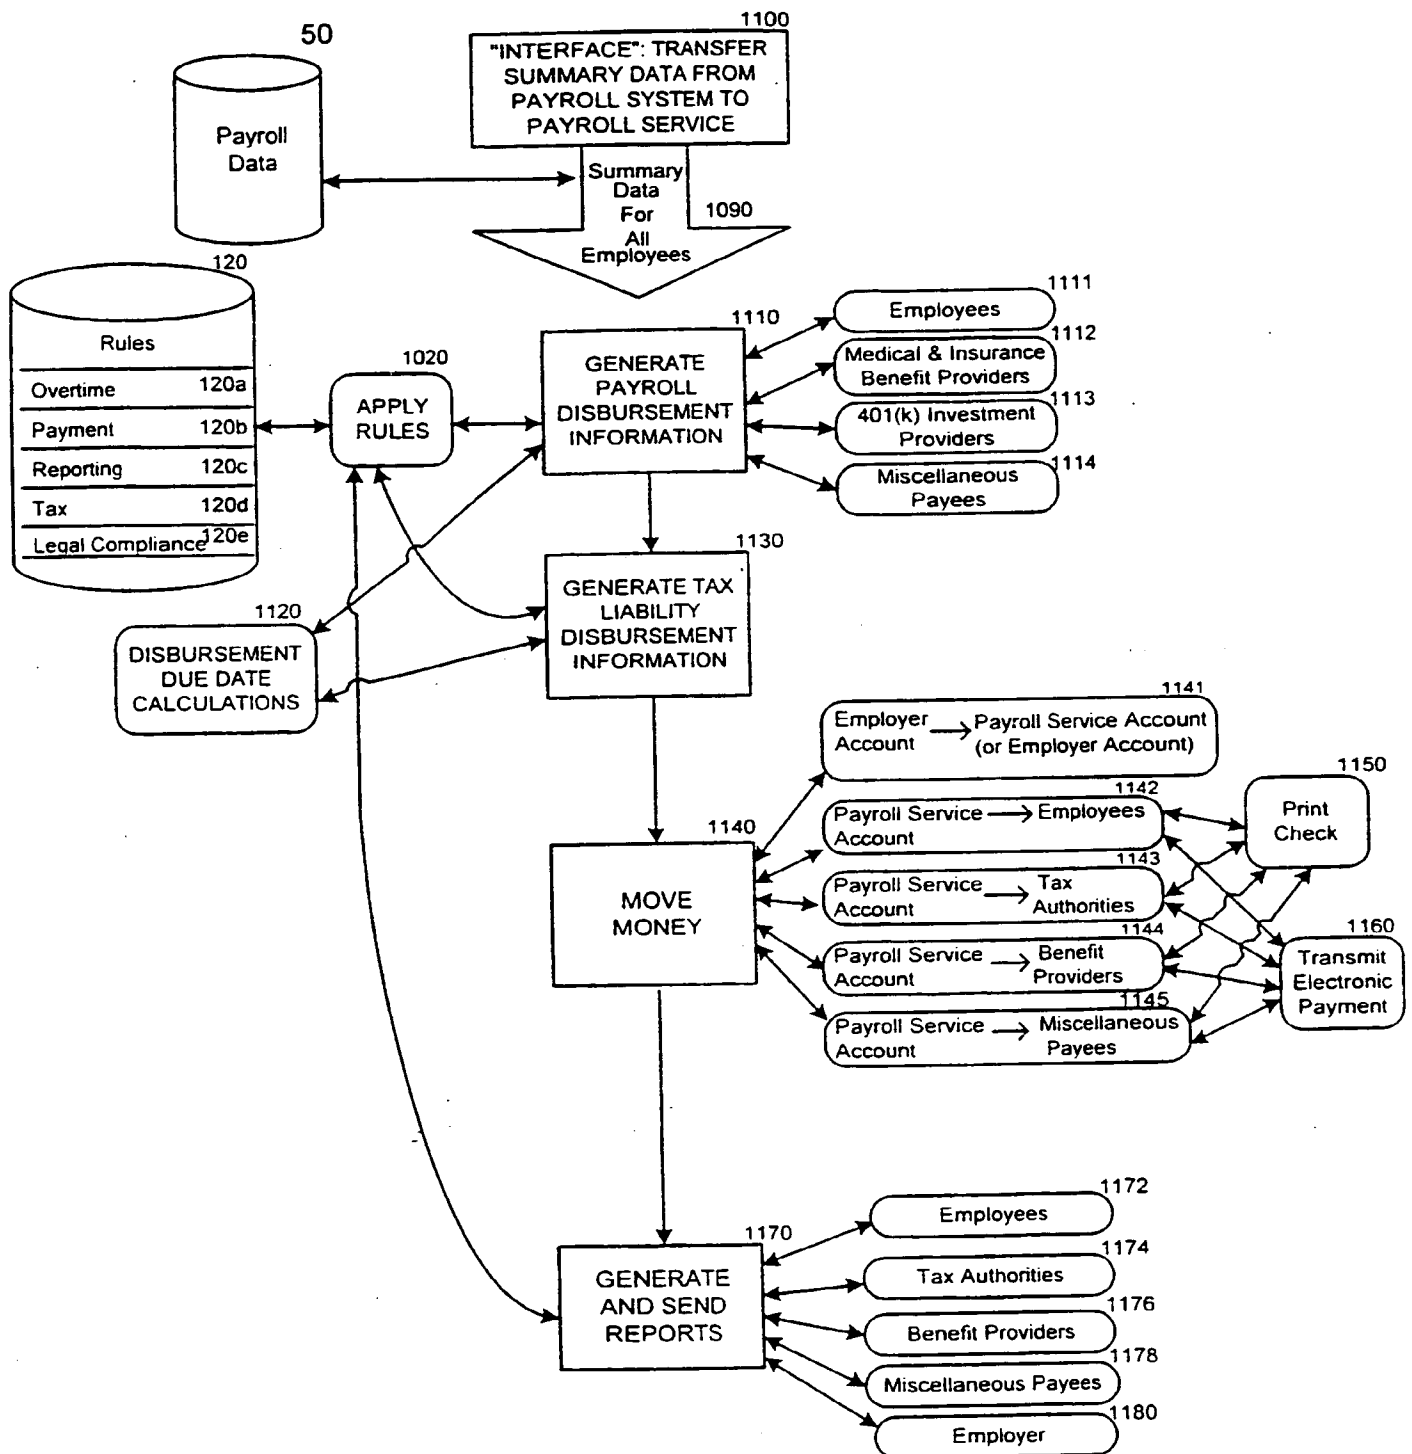 50
Payroll
Data
1100
"INTERFACE": TRANSFER
SUMMARY DATA FROM
PAYROLL SYSTEM TO
PAYROLL SERVICE
Summary
Data
For
All
Employees
1090
120
Rules
Overtime 120a
Payment 120b
Reporting 120c
Tax 120d
Legal Compliance 120e
1020
APPLY
RULES
1110
GENERATE
PAYROLL
DISBURSEMENT
INFORMATION
1111
Employees
1112
Medical & Insurance
Benefit Providers
1113
401(k) Investment
Providers
1114
Miscellaneous
Payees
1120
DISBURSEMENT
DUE DATE
CALCULATIONS
1130
GENERATE TAX
LIABILITY
DISBURSEMENT
INFORMATION
1140
MOVE
MONEY
1141
Employer → Payroll Service Account
Account (or Employer Account)
1142
Payroll Service → Employees
Account
1143
Payroll Service → Tax
Account Authorities
1144
Payroll Service → Benefit
Account Providers
1145
Payroll Service → Miscellaneous
Account Payees
1150
Print
Check
1160
Transmit
Electronic
Payment
1170
GENERATE
AND SEND
REPORTS
1172
Employees
1174
Tax Authorities
1176
Benefit Providers
1178
Miscellaneous Payees
1180
Employer